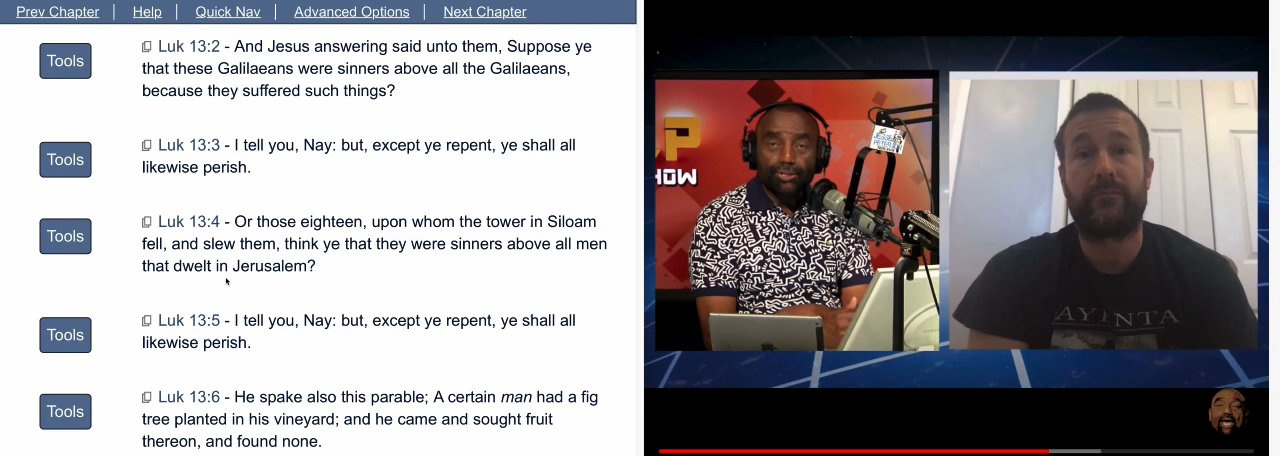 Prev Chapter | Help | Quick Nav | Advanced Options | Next Chapter
Tools
Luk 13:2 - And Jesus answering said unto them, Suppose ye
that these Galilaeans were sinners above all the Galilaeans,
because they suffered such things?
Tools
Luk 13:3 - I tell you, Nay: but, except ye repent, ye shall all
likewise perish.
Tools
Luk 13:4 - Or those eighteen, upon whom the tower in Siloam
fell, and slew them, think ye that they were sinners above all men
that dwelt in Jerusalem?
Tools
Luk 13:5 - I tell you, Nay: but, except ye repent, ye shall all
likewise perish.
Tools
Luk 13:6 - He spake also this parable; A certain man had a fig
tree planted in his vineyard; and he came and sought fruit
thereon, and found none.
P
HOW
JESSE
PETER